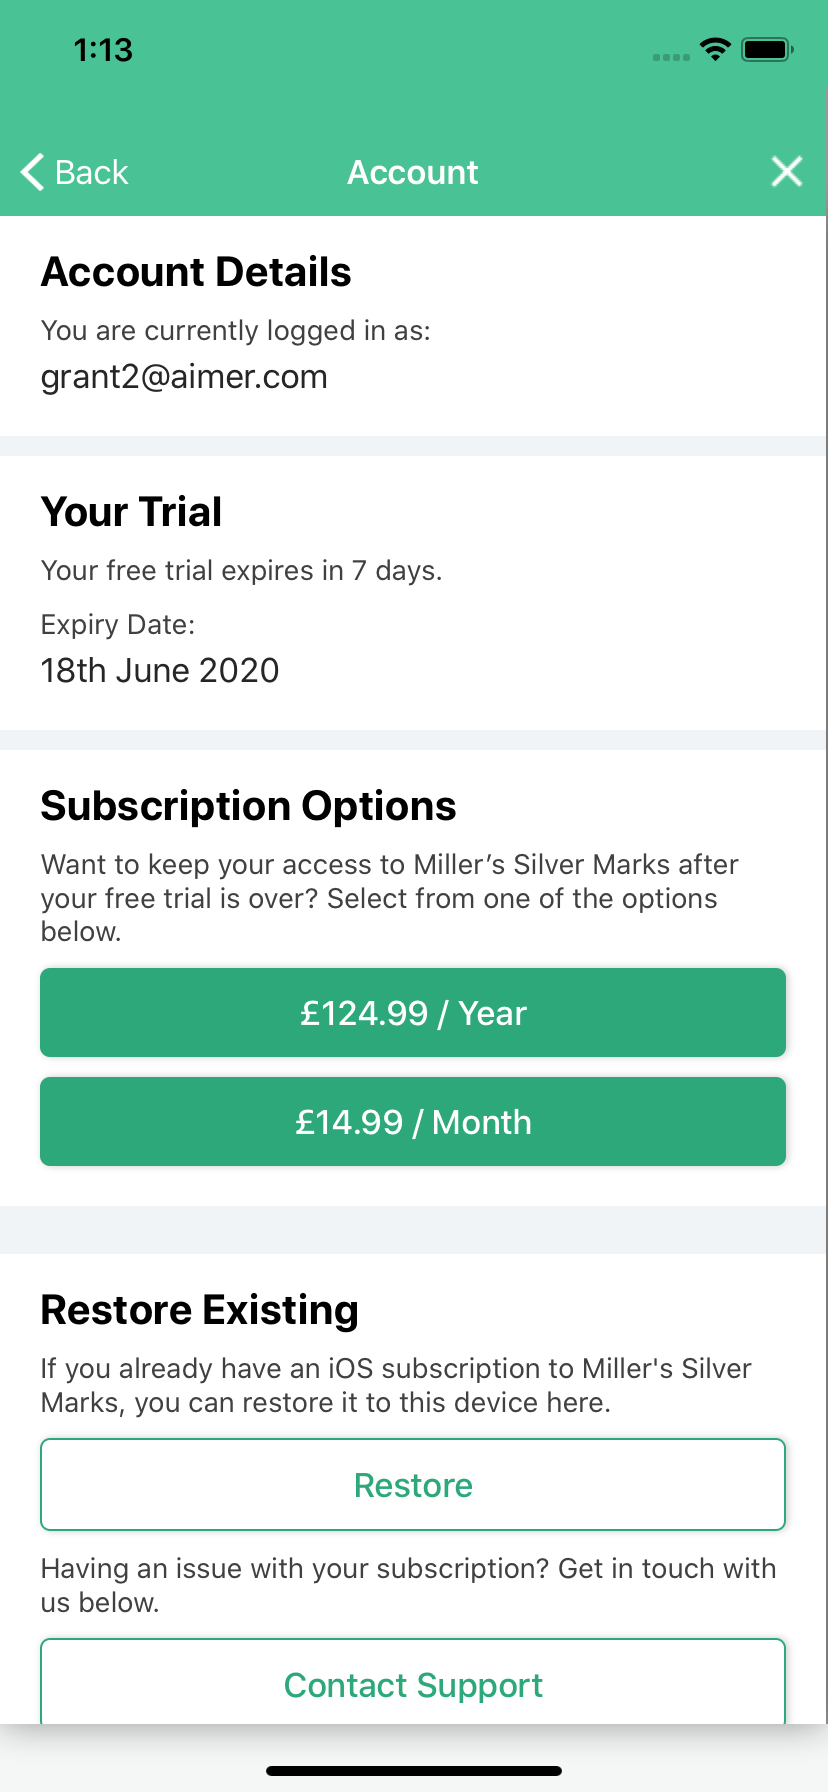 1:13
Back
Account
Account Details
You are currently logged in as:
grant2@aimer.com
Your Trial
Your free trial expires in 7 days.
Expiry Date:
18th June 2020
Subscription Options
Want to keep your access to Miller’s Silver Marks after
your free trial is over? Select from one of the options
below.
£124.99 / Year
£14.99 / Month
Restore Existing
If you already have an iOS subscription to Miller's Silver
Marks, you can restore it to this device here.
Restore
Having an issue with your subscription? Get in touch with
us below.
Contact Support